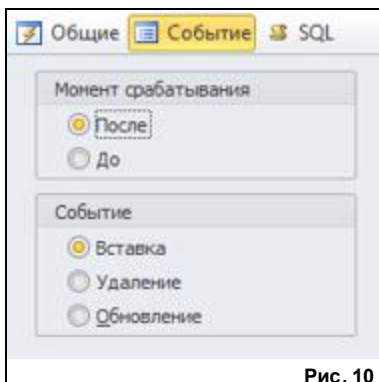 Общие Событие SQL
Момент срабатывания
После
До
Событие
Вставка
Удаление
Обновление
Рис. 10